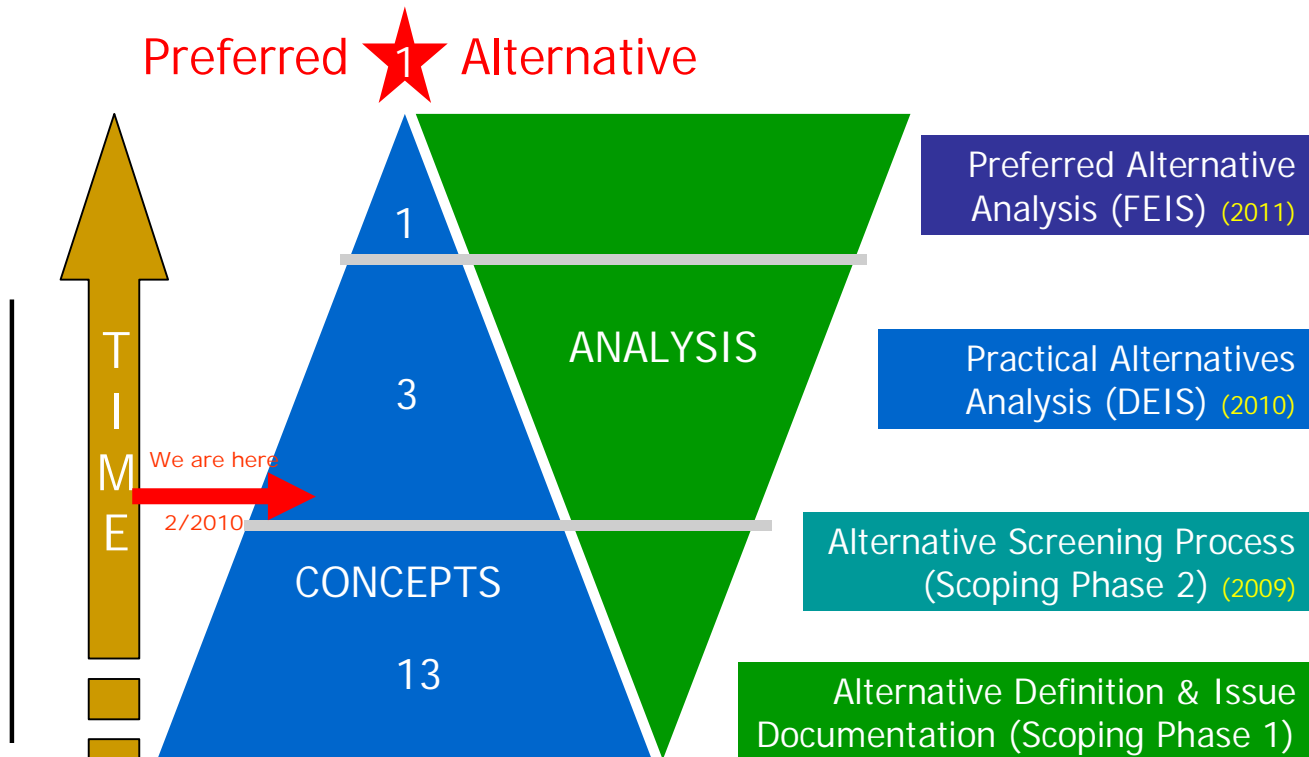 Preferred 1 Alternative
1
Preferred Alternative
Analysis (FEIS) (2011)
TIME
ANALYSIS
3
Practical Alternatives
Analysis (DEIS) (2010)
We are here
2/2010
CONCEPTS
13
Alternative Screening Process
(Scoping Phase 2) (2009)
Alternative Definition & Issue
Documentation (Scoping Phase 1)